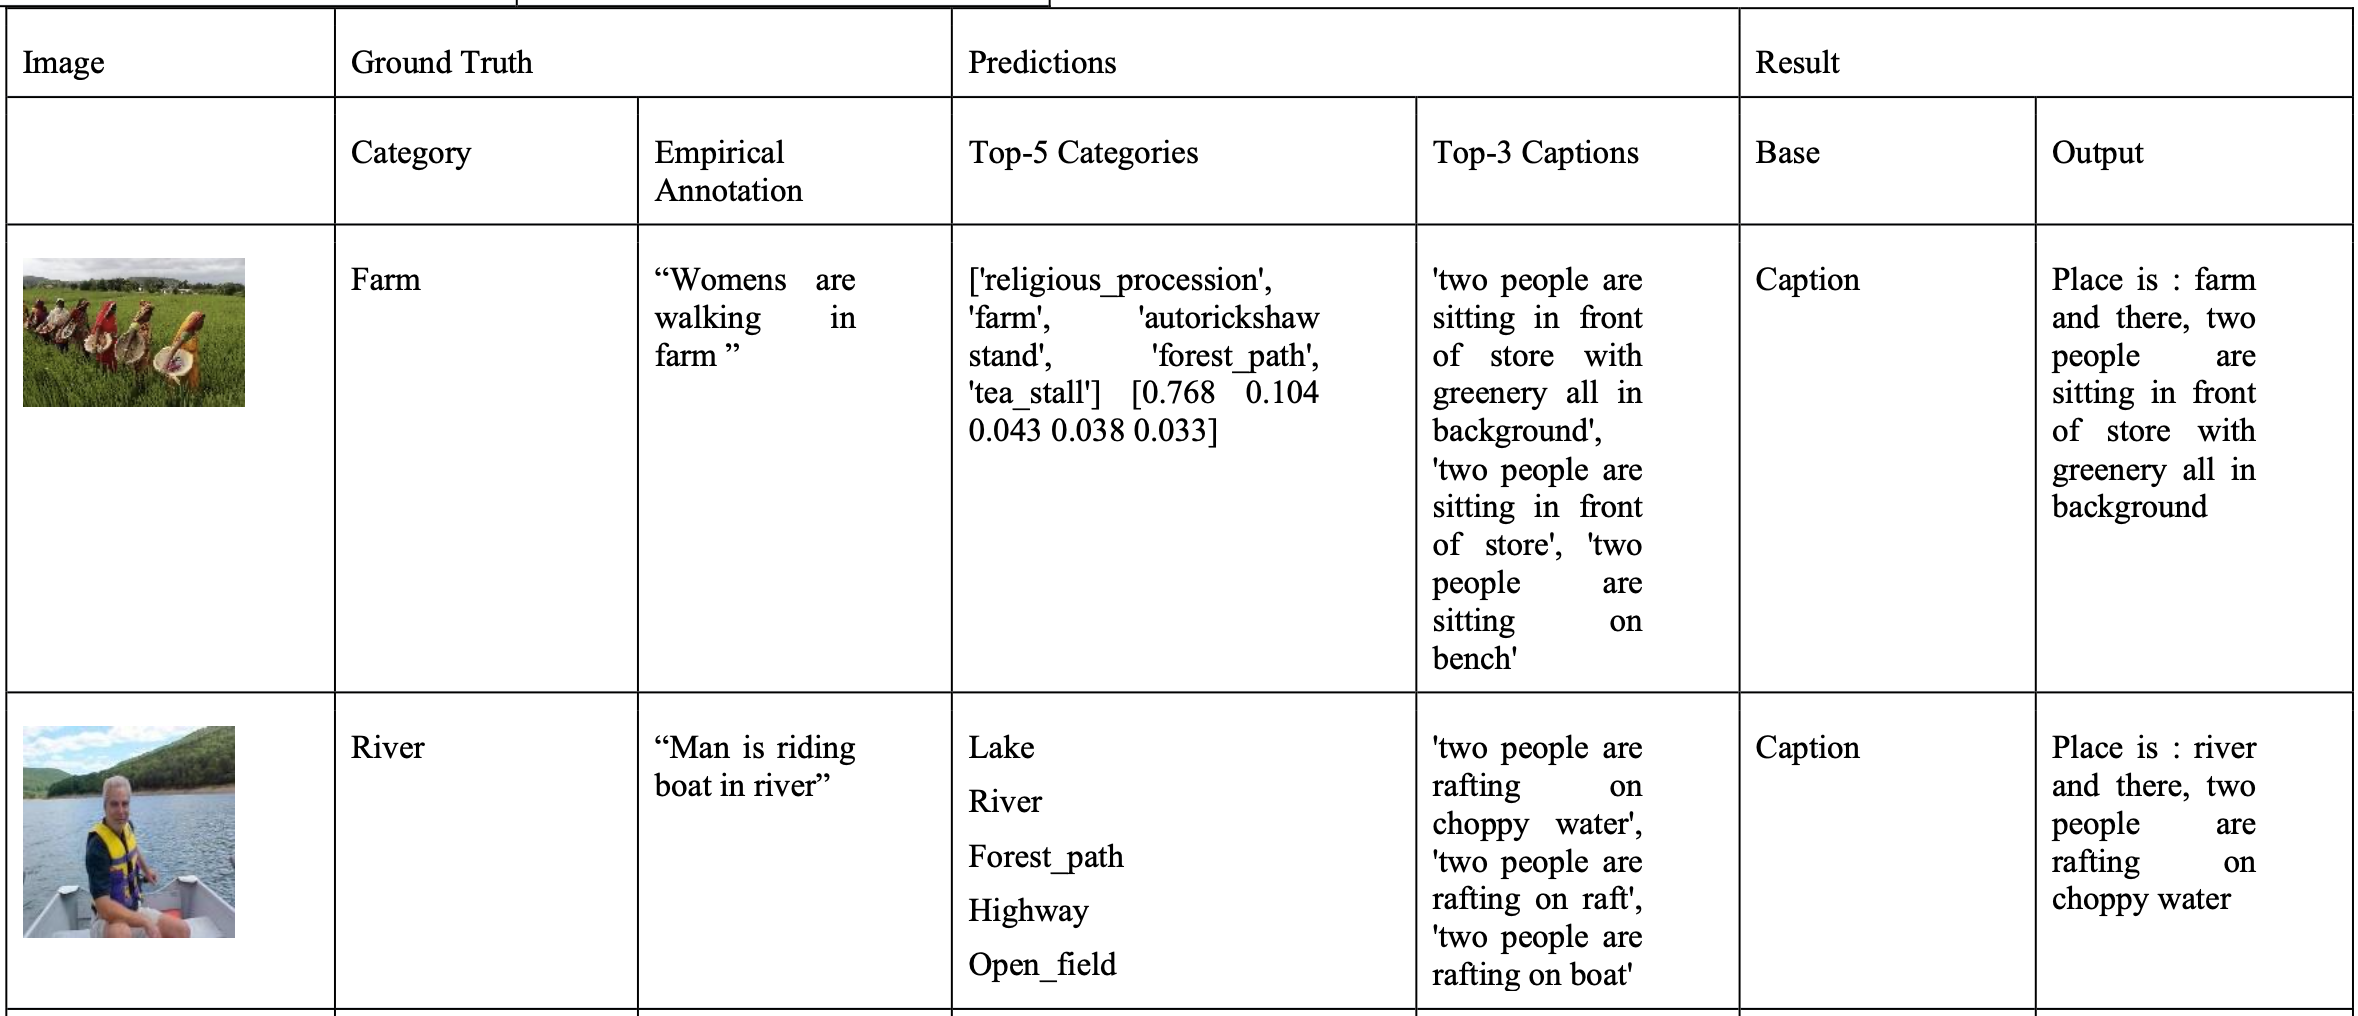 Image
Ground Truth
Predictions
Result
Category
Empirical
Annotation
Top-5 Categories
Top-3 Captions
Base
Output
Farm
“Womens are
walking in
farm ”
['religious_procession',
'farm', 'autorickshaw
stand', 'forest_path',
'tea_stall'] [0.768 0.104
0.043 0.038 0.033]
'two people are
sitting in front
of store with
greenery all in
background',
'two people are
sitting in front
of store', 'two
people are
sitting on
bench'
Caption
Place is : farm
and there, two
people are
sitting in front
of store with
greenery all in
background
River
“Man is riding
boat in river”
Lake
River
Forest_path
Highway
Open_field
'two people are
rafting on
choppy water',
'two people are
rafting on raft',
'two people are
rafting on boat'
Caption
Place is : river
and there, two
people are
rafting on
choppy water